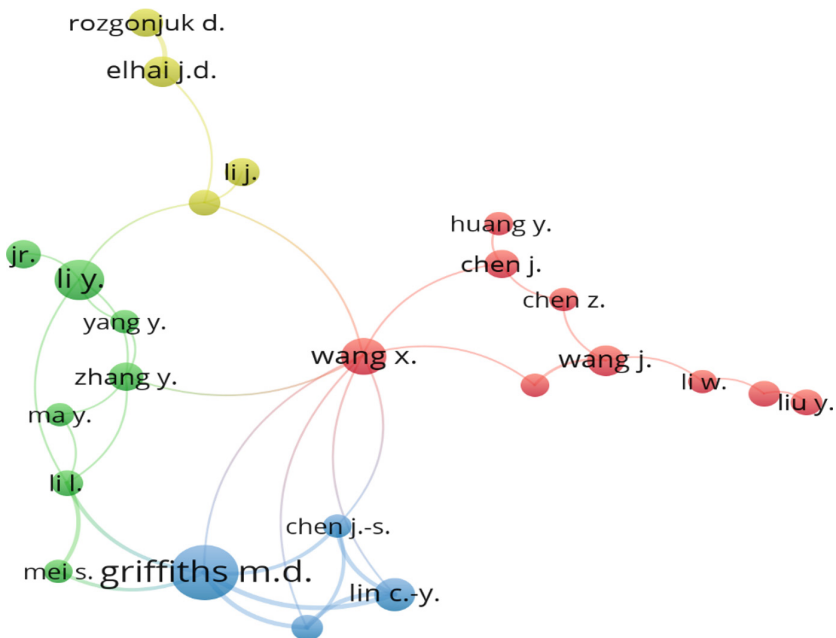 rozgonjuk d.
elhai j.d.
li j.
huang y.
jr.
chen j.
li y.
chen z.
yang y.
wang x.
wang j.
zhang y.
li w.
liu y.
ma y.
li l.
chen j.-s.
mei s.
griffiths m.d.
lin c.-y.